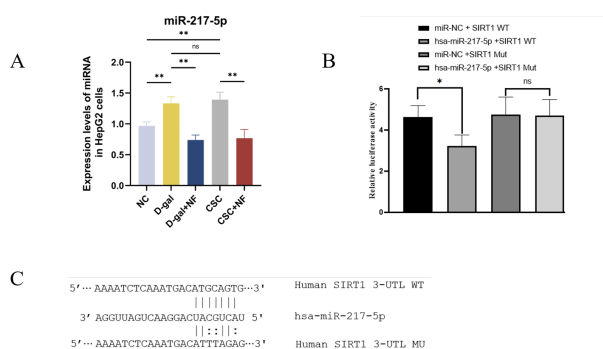 miR-217-5p
A
Expression levels of miRNA
in HepG2 cells
**
ns
**
**
**
2.0
1.5
1.0
0.5
0.0
NC
D-gal
D-gal+NF
CSC
CSC+NF
B
miR-NC + SIRT1 WT
hsa-miR-217-5p +SIRT1 WT
miR-NC +SIRT1 Mut
hsa-miR-217-5p +SIRT1 Mut
Relative luciferase activity
*
ns
6
4
2
0
C
5'··· AAAATCTCAAATGACATGCAGTG···3' Human SIRT1 3-UTL WT
|||||||
3' AGGUUAGUCAAGGACUACGUCAU 5' hsa-miR-217-5p
||::||:
5'··· AAAATCTCAAATGACATTTAGAG···3' Human SIRT1 3-UTL MU